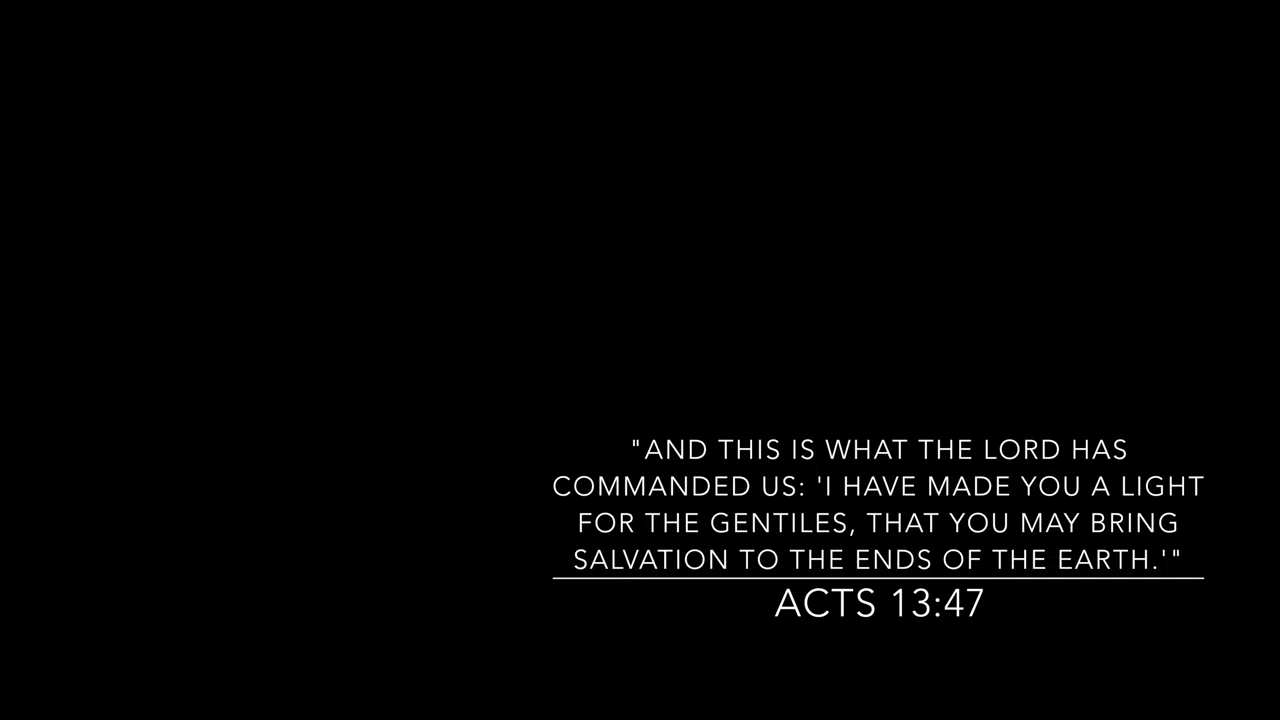 "AND THIS IS WHAT THE LORD HAS
COMMANDED US: 'I HAVE MADE YOU A LIGHT
FOR THE GENTILES, THAT YOU MAY BRING
SALVATION TO THE ENDS OF THE EARTH.'"
ACTS 13:47